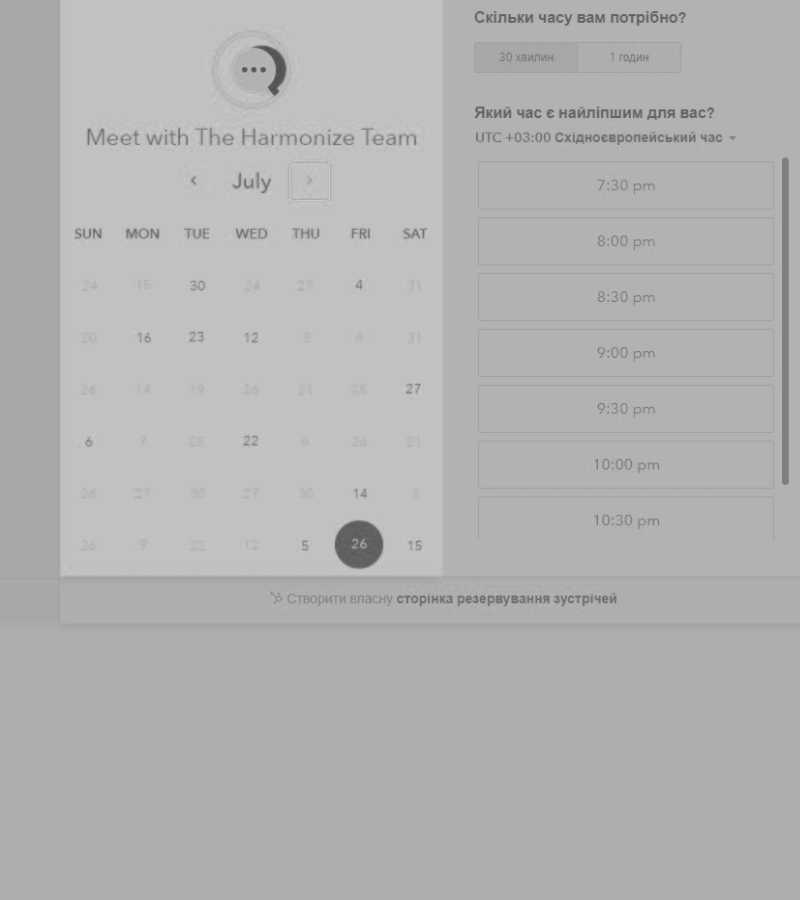 Meet with The Harmonize Team
July
SUN MON TUE WED THU FRI SAT
24 15 30 24 27 4 31
20 16 23 12 3 4 31
26 14 19 26 21 25 27
6 7 28 22 6 26 21
26 27 30 27 30 14 3
26 9 22 12 5 26 15
Скільки часу вам потрібно?
30 хвилин 1 годин
Який час є найліпшим для вас?
UTC +03:00 Східноєвропейський час
7:30 pm
8:00 pm
8:30 pm
9:00 pm
9:30 pm
10:00 pm
10:30 pm
Створити власну сторінка резервування зустрічей